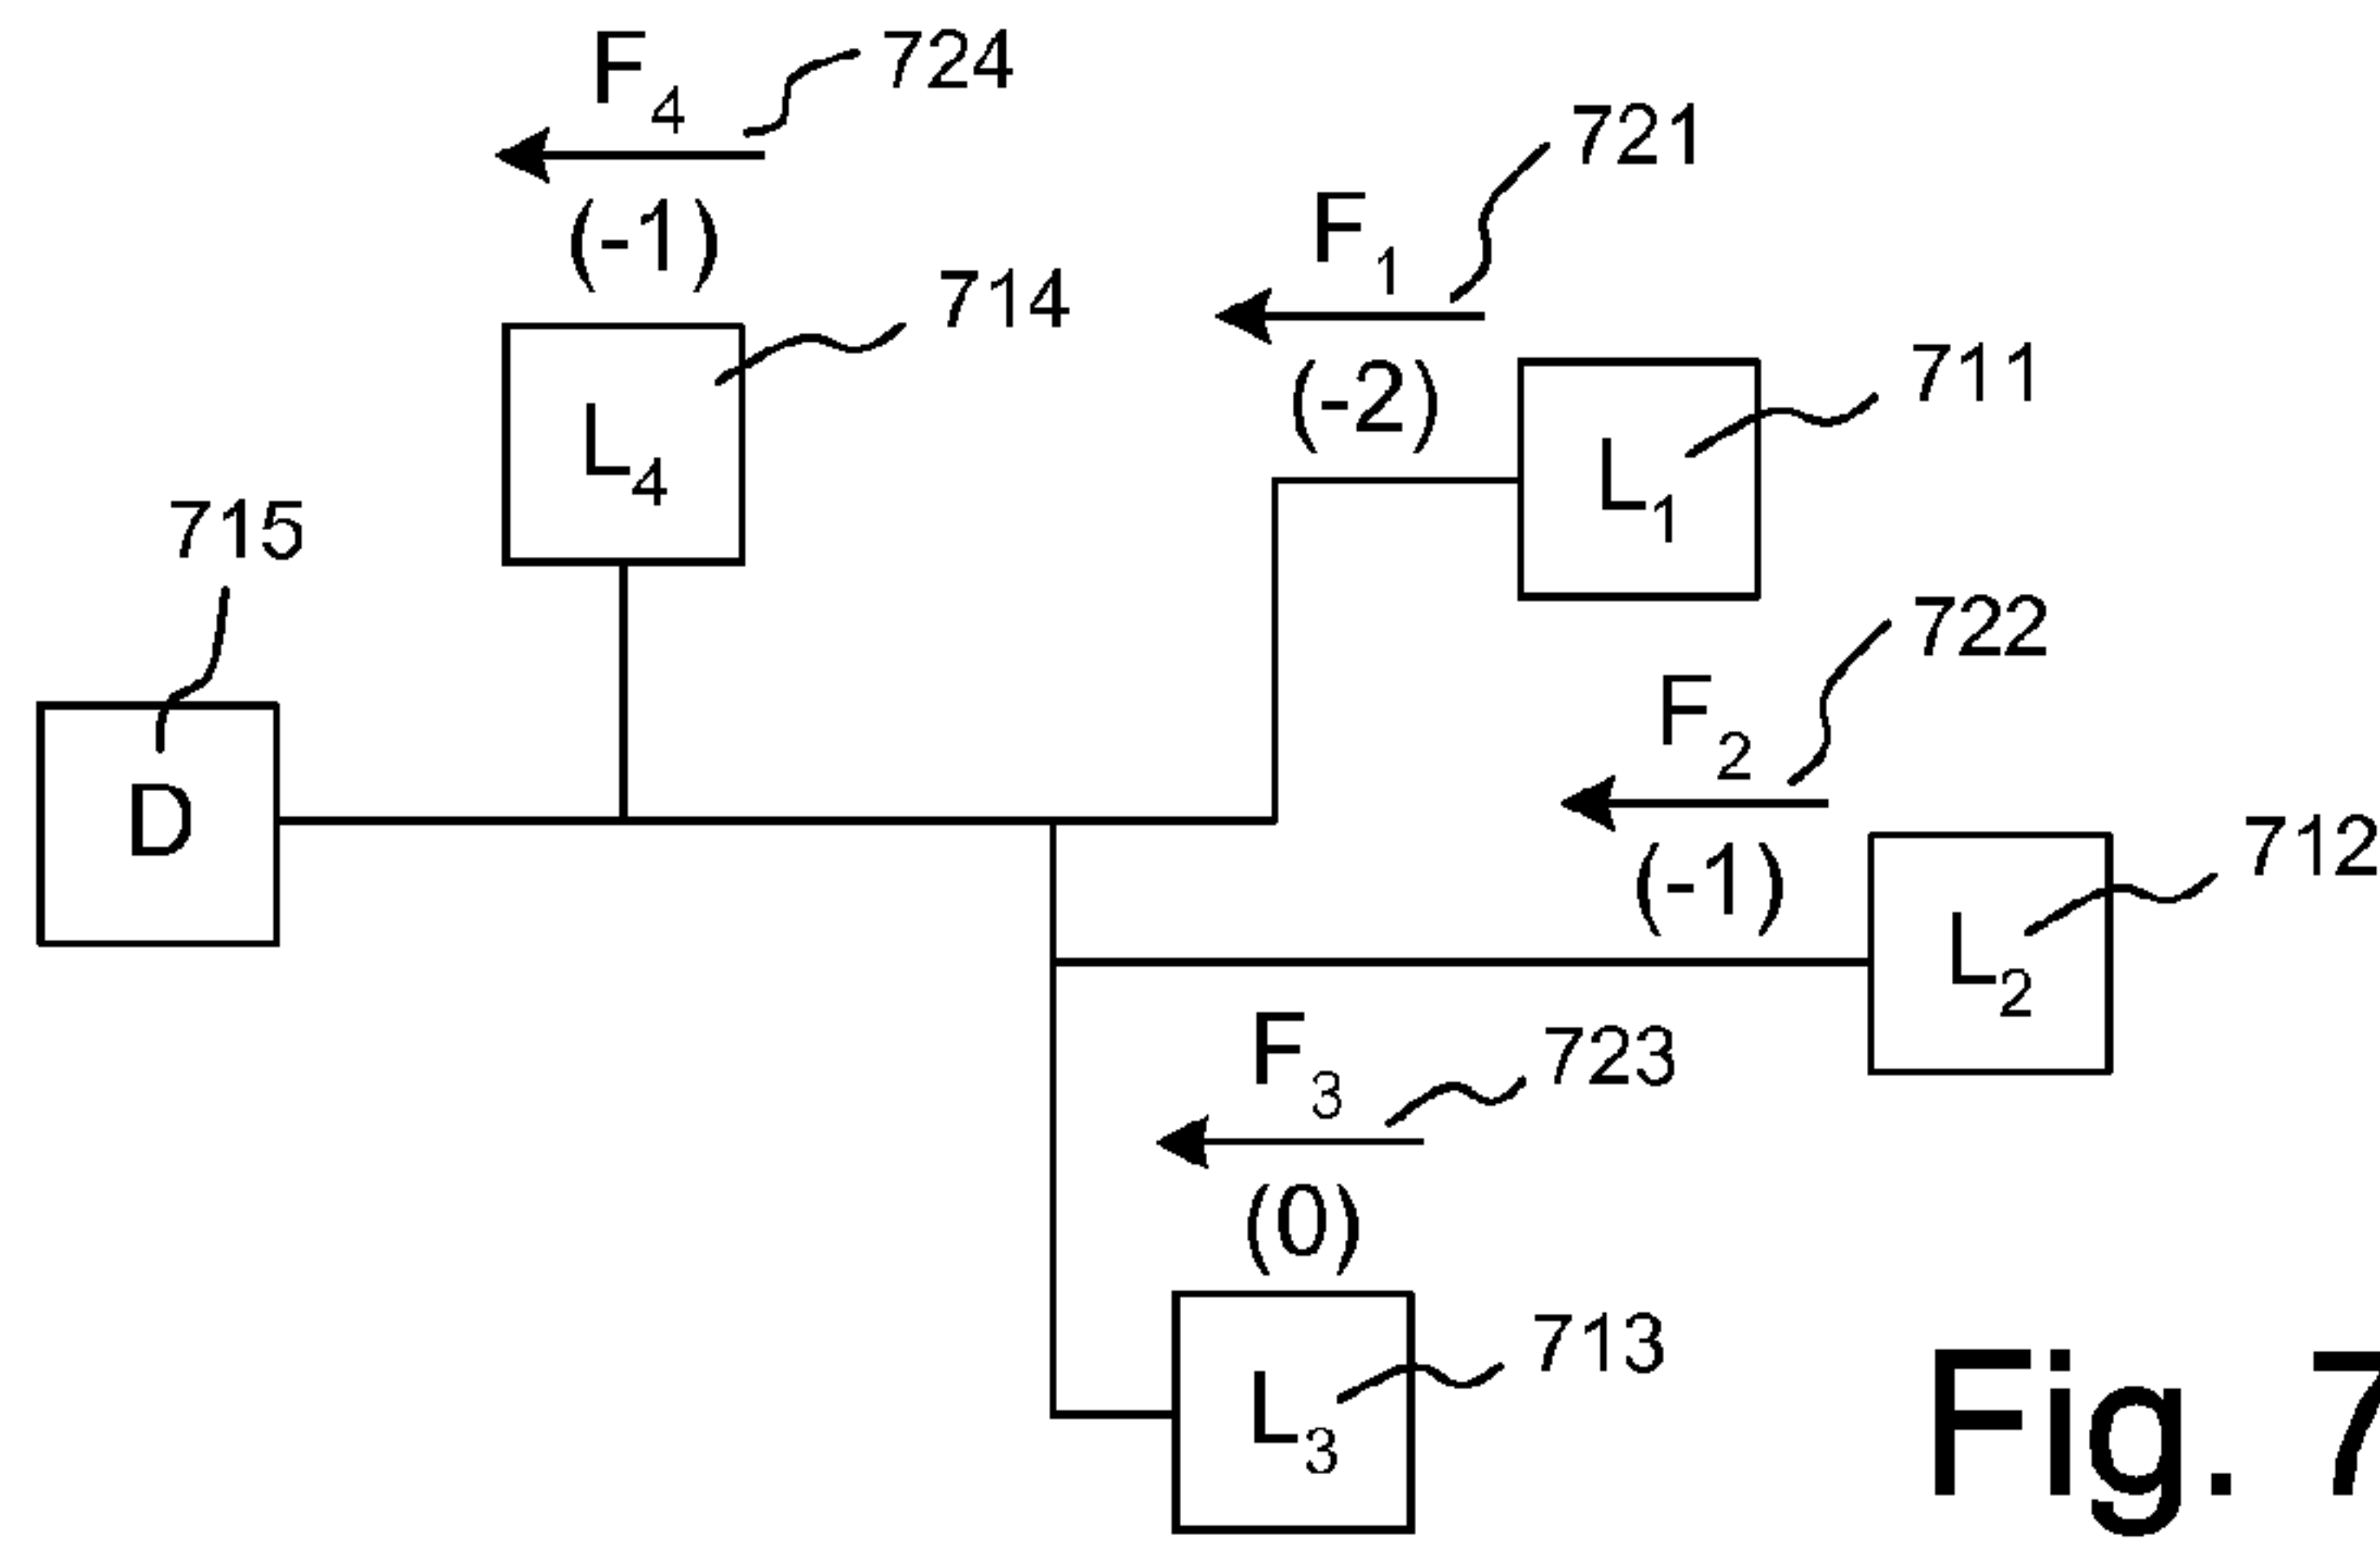 F4 724
(-1)
714
L4
F1 721
(-2)
711
L1
715
D
F2 722
(-1)
712
L2
F3 723
(0)
713
L3
Fig. 7